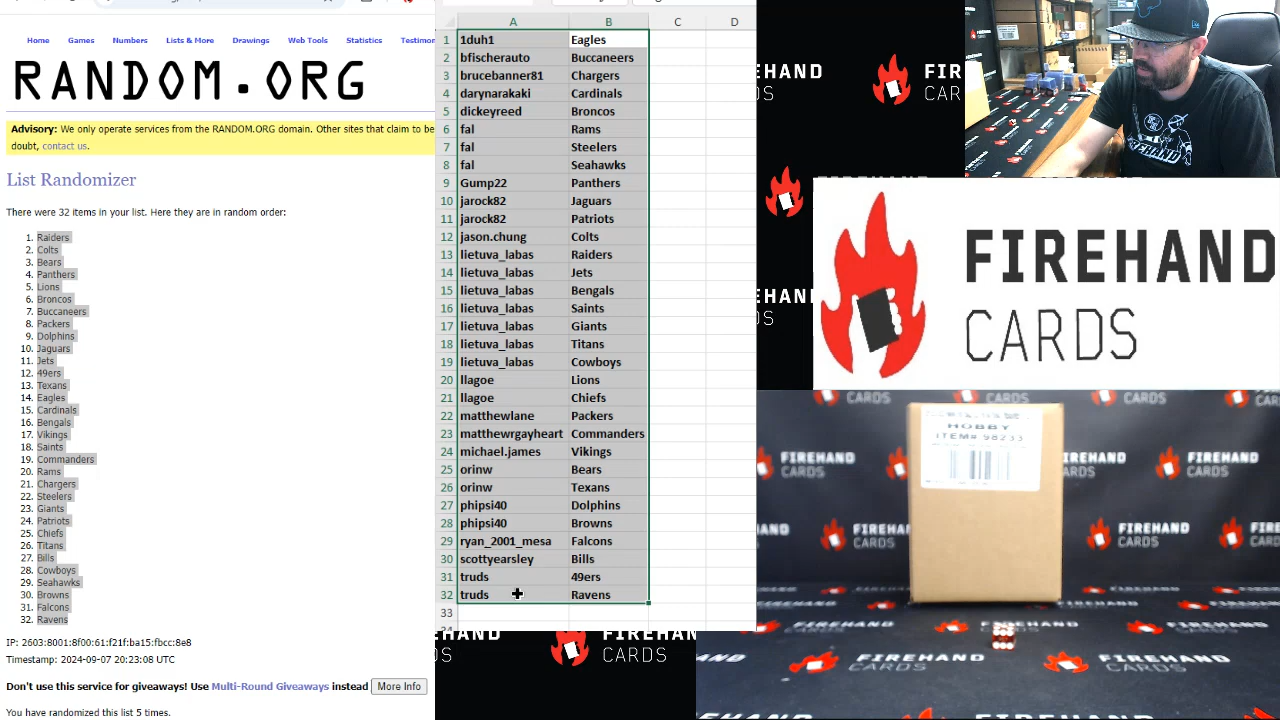 Home Games Numbers Lists & More Drawings Web Tools Statistics Testimon
RANDOM.ORG
Advisory: We only operate services from the RANDOM.ORG domain. Other sites that claim to be
doubt, contact us.
List Randomizer
There were 32 items in your list. Here they are in random order:
1. Raiders
2. Colts
3. Bears
4. Panthers
5. Lions
6. Broncos
7. Buccaneers
8. Packers
9. Dolphins
10. Jaguars
11. Jets
12. 49ers
13. Texans
14. Eagles
15. Cardinals
16. Bengals
17. Vikings
18. Saints
19. Commanders
20. Rams
21. Chargers
22. Steelers
23. Giants
24. Patriots
25. Chiefs
26. Titans
27. Bills
28. Cowboys
29. Seahawks
30. Browns
31. Falcons
32. Ravens
IP: 2603:8001:8f00:61:f21f:ba15:fbcc:8e8
Timestamp: 2024-09-07 20:23:08 UTC
Don't use this service for giveaways! Use Multi-Round Giveaways instead More Info
You have randomized this list 5 times.
A B C D
1 1duh1 Eagles
2 bfischerauto Buccaneers
3 brucebanner81 Chargers
4 darynarakaki Cardinals
5 dickeyreed Broncos
6 fal Rams
7 fal Steelers
8 fal Seahawks
9 Gump22 Panthers
10 jarock82 Jaguars
11 jarock82 Patriots
12 jason.chung Colts
13 lietuva_labas Raiders
14 lietuva_labas Jets
15 lietuva_labas Bengals
16 lietuva_labas Saints
17 lietuva_labas Giants
18 lietuva_labas Titans
19 lietuva_labas Cowboys
20 llagoe Lions
21 llagoe Chiefs
22 matthewlane Packers
23 matthewrgayheart Commanders
24 michael.james Vikings
25 orinw Bears
26 orinw Texans
27 phipsi40 Dolphins
28 phipsi40 Browns
29 ryan_2001_mesa Falcons
30 scottyearsley Bills
31 truds 49ers
32 truds Ravens
33
FIREHAND
CARDS
HOBBY
ITEM# 98233
FIREHAND
CARDS
FIREHAND
CARDS
FIREHAND
CARDS
FIREHAND
CARDS